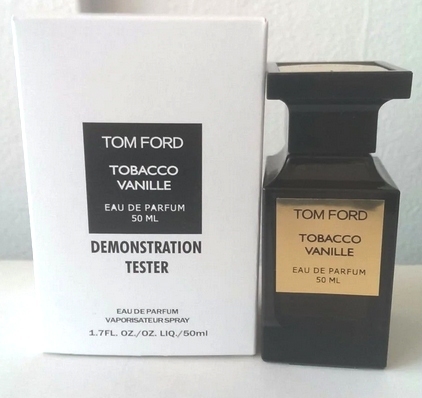 TOM FORD
TOBACCO
VANILLE
EAU DE PARFUM
50 ML
DEMONSTRATION
TESTER
EAU DE PARFUM
VAPORISATEUR SPRAY
1.7FL. OZ./OZ. LIQ./50ml
TOM FORD
TOBACCO
VANILLE
EAU DE PARFUM
50 ML